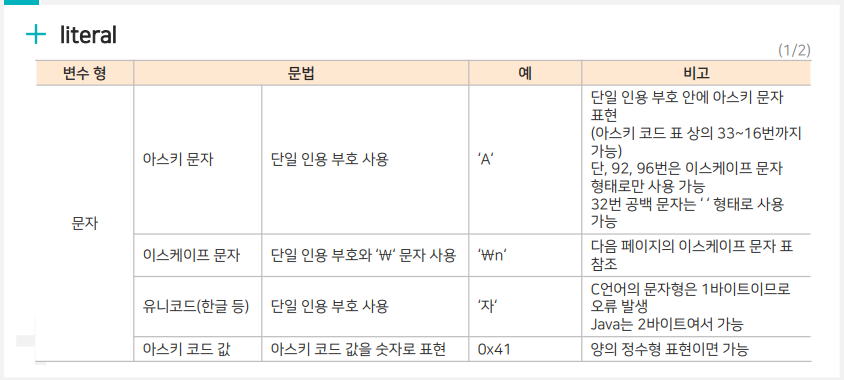 literal
(1/2)
변수 형 문법 예 비고
문자
아스키 문자 단일 인용 부호 사용 ‘A‘
단일 인용 부호 안에 아스키 문자
표현
(아스키 코드 표 상의 33~16번까지
가능)
단, 92, 96번은 이스케이프 문자
형태로만 사용 가능
32번 공백 문자는 ‘ ‘ 형태로 사용
가능
이스케이프 문자 단일 인용 부호와 ‘₩‘ 문자 사용 ‘₩n‘
다음 페이지의 이스케이프 문자 표
참조
유니코드(한글 등) 단일 인용 부호 사용 ‘자‘
C언어의 문자형은 1바이트이므로
오류 발생
Java는 2바이트여서 가능
아스키 코드 값 아스키 코드 값을 숫자로 표현 0x41 양의 정수형 표현이면 가능